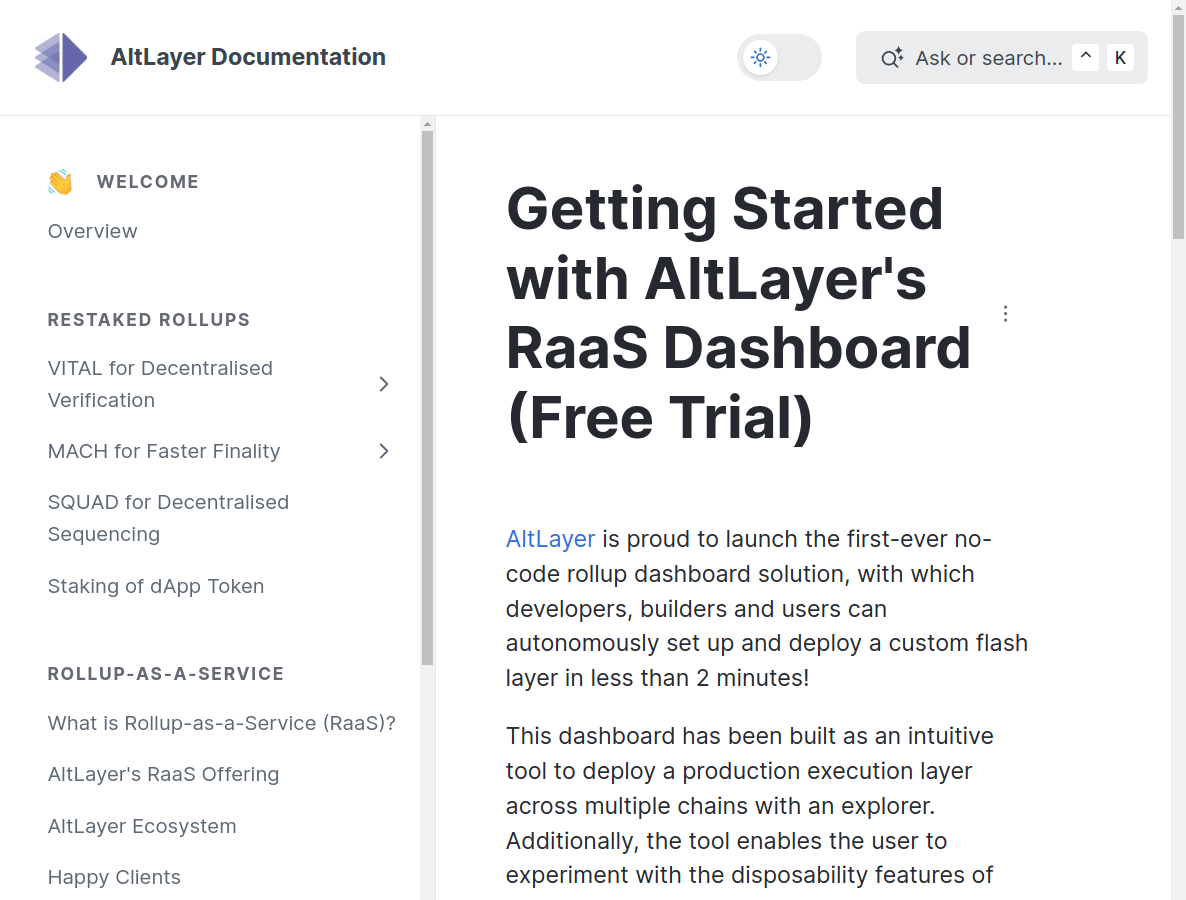 AltLayer Documentation
Ask or search... ^ K
👋 WELCOME
Overview
RESTAKED ROLLUPS
VITAL for Decentralised
Verification
MACH for Faster Finality
SQUAD for Decentralised
Sequencing
Staking of dApp Token
ROLLUP-AS-A-SERVICE
What is Rollup-as-a-Service (RaaS)?
AltLayer's RaaS Offering
AltLayer Ecosystem
Happy Clients
Getting Started
with AltLayer's
RaaS Dashboard
(Free Trial)
AltLayer is proud to launch the first-ever no-
code rollup dashboard solution, with which
developers, builders and users can
autonomously set up and deploy a custom flash
layer in less than 2 minutes!
This dashboard has been built as an intuitive
tool to deploy a production execution layer
across multiple chains with an explorer.
Additionally, the tool enables the user to
experiment with the disposability features of